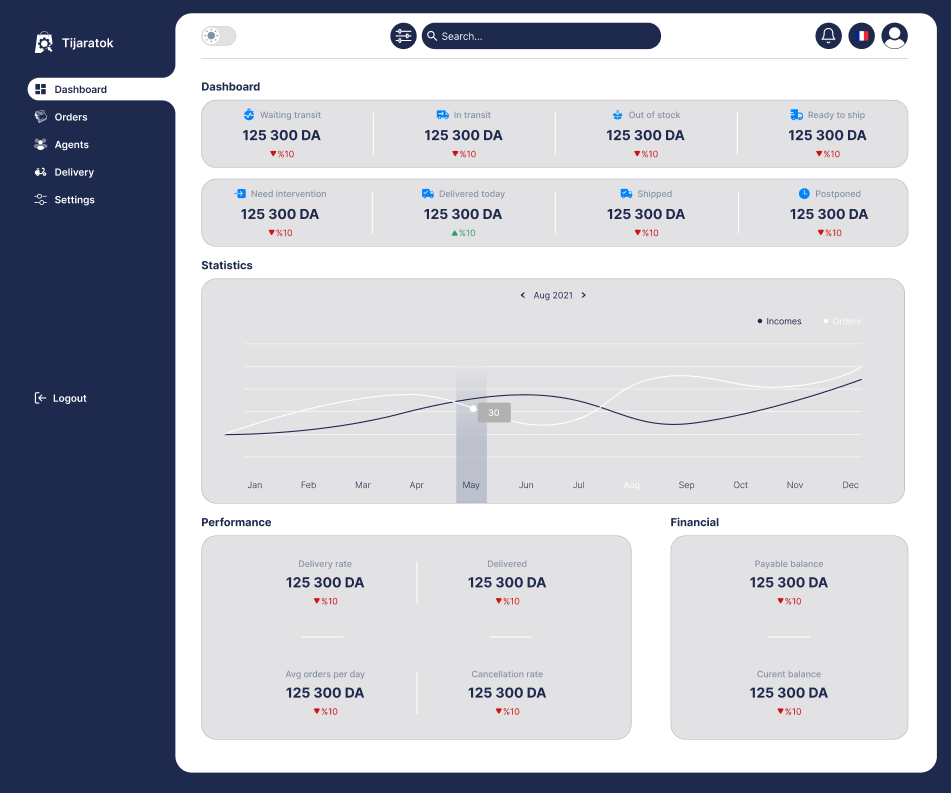 Tijaratok
Search...
Dashboard
Orders
Agents
Delivery
Settings
Logout
Dashboard
Waiting transit In transit Out of stock Ready to ship
125 300 DA 125 300 DA 125 300 DA 125 300 DA
▼%10 ▼%10 ▼%10 ▼%10
Need intervention Delivered today Shipped Postponed
125 300 DA 125 300 DA 125 300 DA 125 300 DA
▼%10 ▲%10 ▼%10 ▼%10
Statistics
Aug 2021
Incomes Orders
30
Jan Feb Mar Apr May Jun Jul Aug Sep Oct Nov Dec
Performance Financial
Delivery rate Delivered Payable balance
125 300 DA 125 300 DA 125 300 DA
▼%10 ▼%10 ▼%10
Avg orders per day Cancellation rate Curent balance
125 300 DA 125 300 DA 125 300 DA
▼%10 ▼%10 ▼%10